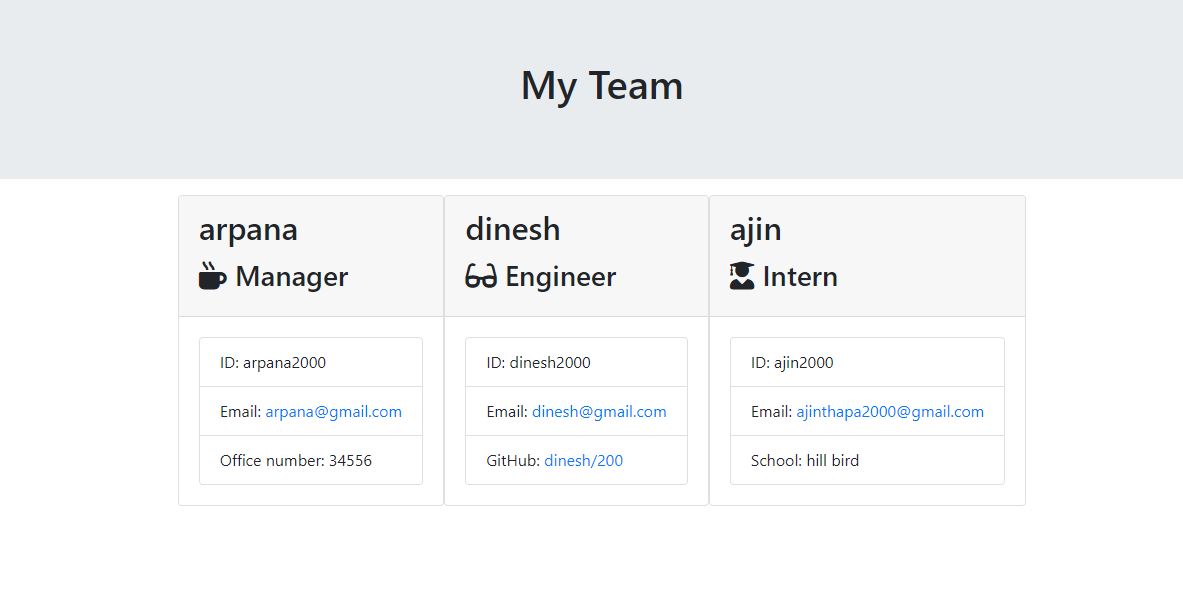 My Team
arpana
Manager
ID: arpana2000
Email: arpana@gmail.com
Office number: 34556
dinesh
Engineer
ID: dinesh2000
Email: dinesh@gmail.com
GitHub: dinesh/200
ajin
Intern
ID: ajin2000
Email: ajinthapa2000@gmail.com
School: hill bird